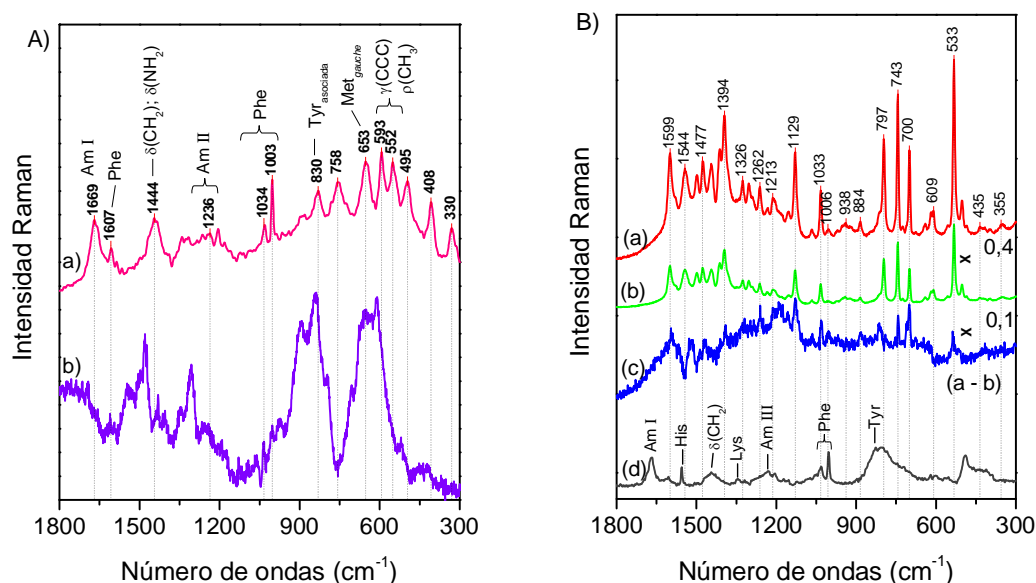 A)
Intensidad Raman
1669 Am I
1607 Phe
1444 δ(CH2); δ(NH2)
1236 Am II
1034
1003
Phe
830 Tyr asociada
758
653 Met gauche
593
552
495
γ(CCC)
ρ(CH3)
408
330
a)
b)
1800 1500 1200 900 600 300
Número de ondas (cm-1)
B)
Intensidad Raman
1599
1544
1477
1394
1326
1262
1213
1129
1033
1006
938
884
797
743
700
609
533
435
355
(a)
x 0,4
(b)
x 0,1
(c)
(a - b)
Am I
His
δ(CH2)
Lys
Am III
Phe
Tyr
(d)
1800 1500 1200 900 600 300
Número de ondas (cm-1)